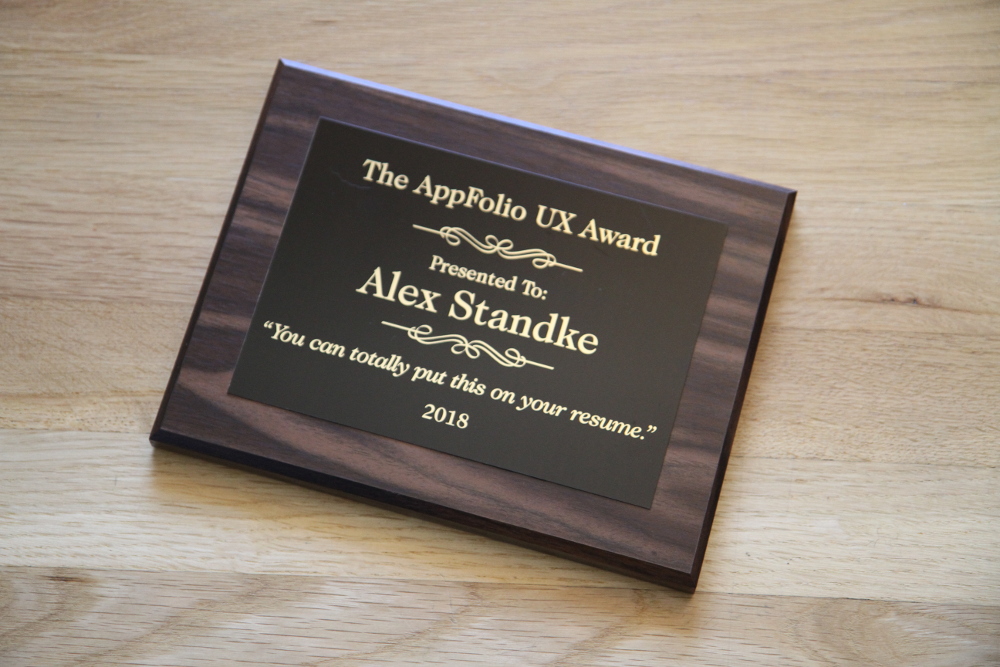 The AppFolio UX Award
Presented To:
Alex Standke
“You can totally put this on your resume.”
2018